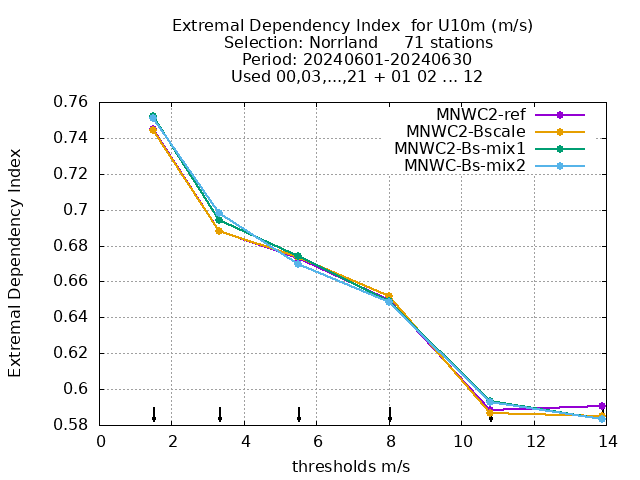 Extremal Dependency Index  for U10m (m/s)
Selection: Norrland     71 stations
Period: 20240601-20240630
Used 00,03,...,21 + 01 02 ... 12
MNWC2-ref
MNWC2-Bscale
MNWC2-Bs-mix1
MNWC-Bs-mix2
Extremal Dependency Index
0.76
0.74
0.72
0.7
0.68
0.66
0.64
0.62
0.6
0.58
0 2 4 6 8 10 12 14
thresholds m/s